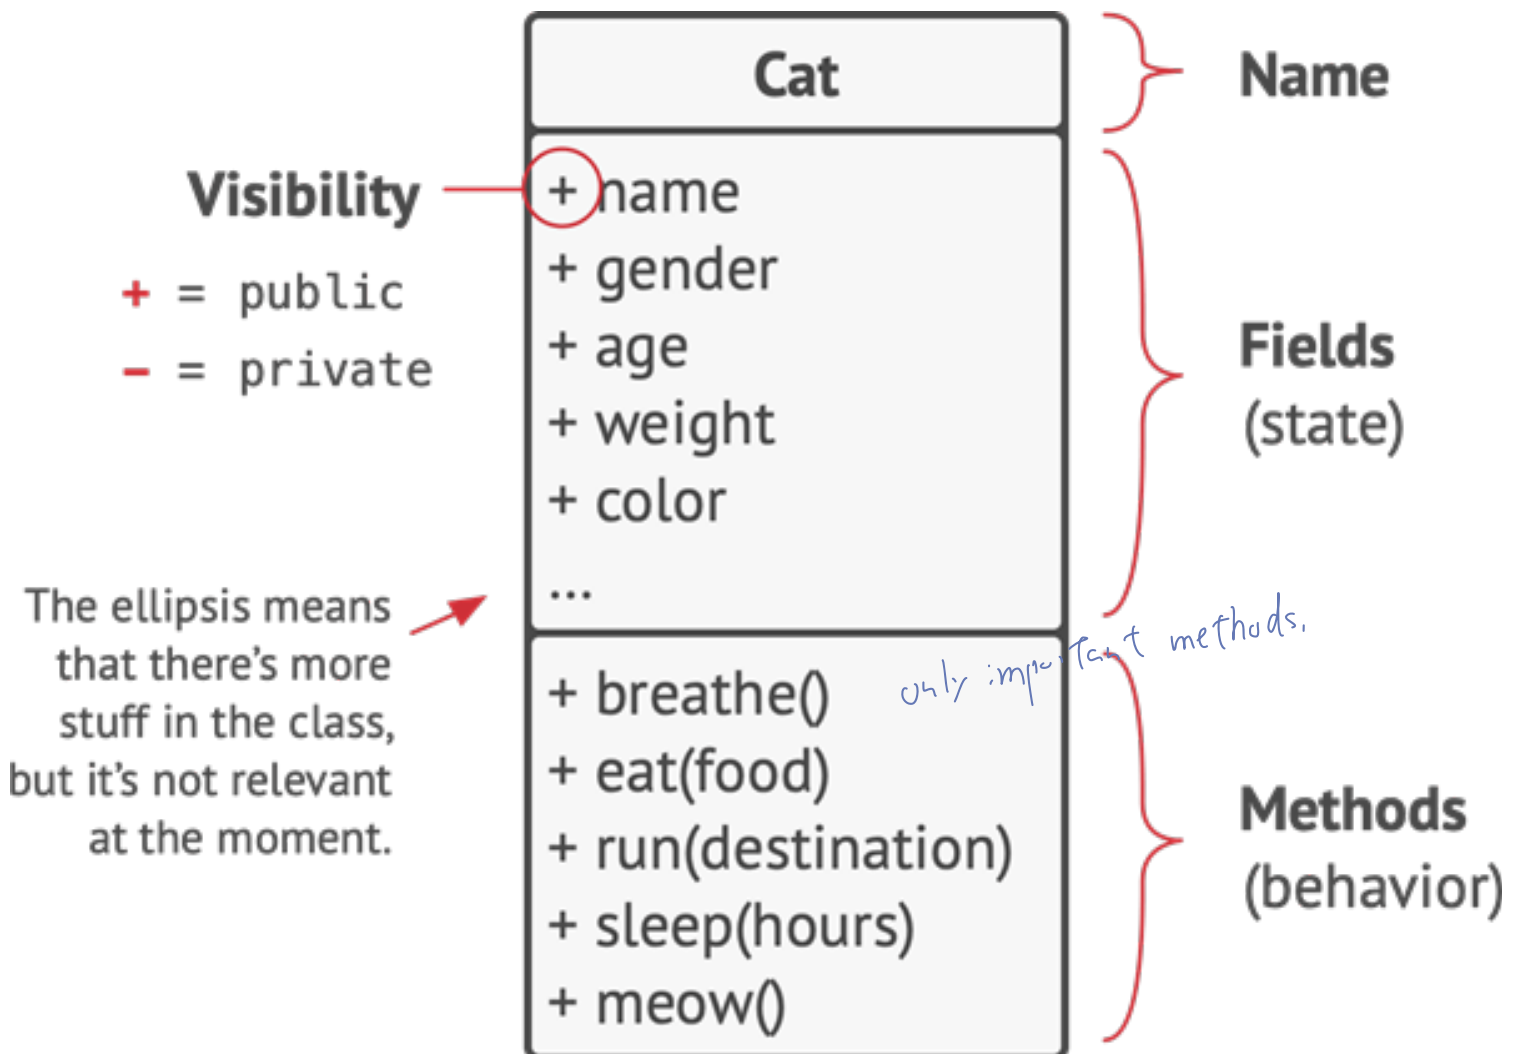 Cat
Name
Visibility
+ = public
− = private
+ name
+ gender
+ age
+ weight
+ color
...
Fields
(state)
The ellipsis means
that there’s more
stuff in the class,
but it’s not relevant
at the moment.
only important methods.
+ breathe()
+ eat(food)
+ run(destination)
+ sleep(hours)
+ meow()
Methods
(behavior)